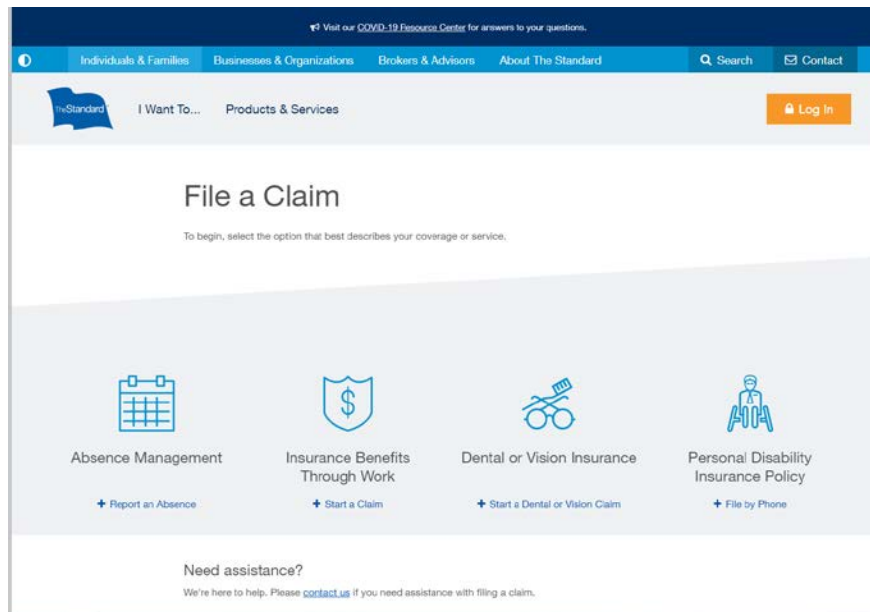 Visit our COVID-19 Resource Center for answers to your questions.
Individuals & Families Businesses & Organizations Brokers & Advisors About The Standard Search Contact
TheStandard I Want To... Products & Services Log In
File a Claim
To begin, select the option that best describes your coverage or service.
$
Absence Management Insurance Benefits Dental or Vision Insurance Personal Disability
Through Work Insurance Policy
+ Report an Absence + Start a Claim + Start a Dental or Vision Claim + File by Phone
Need assistance?
We're here to help. Please contact us if you need assistance with filing a claim.